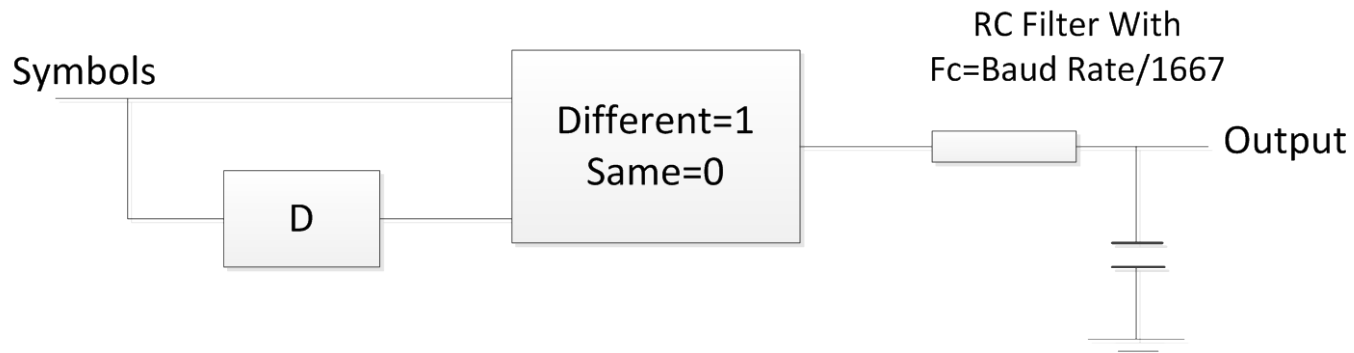 RC Filter With
Fc=Baud Rate/1667
Symbols
Different=1
Same=0
Output
D